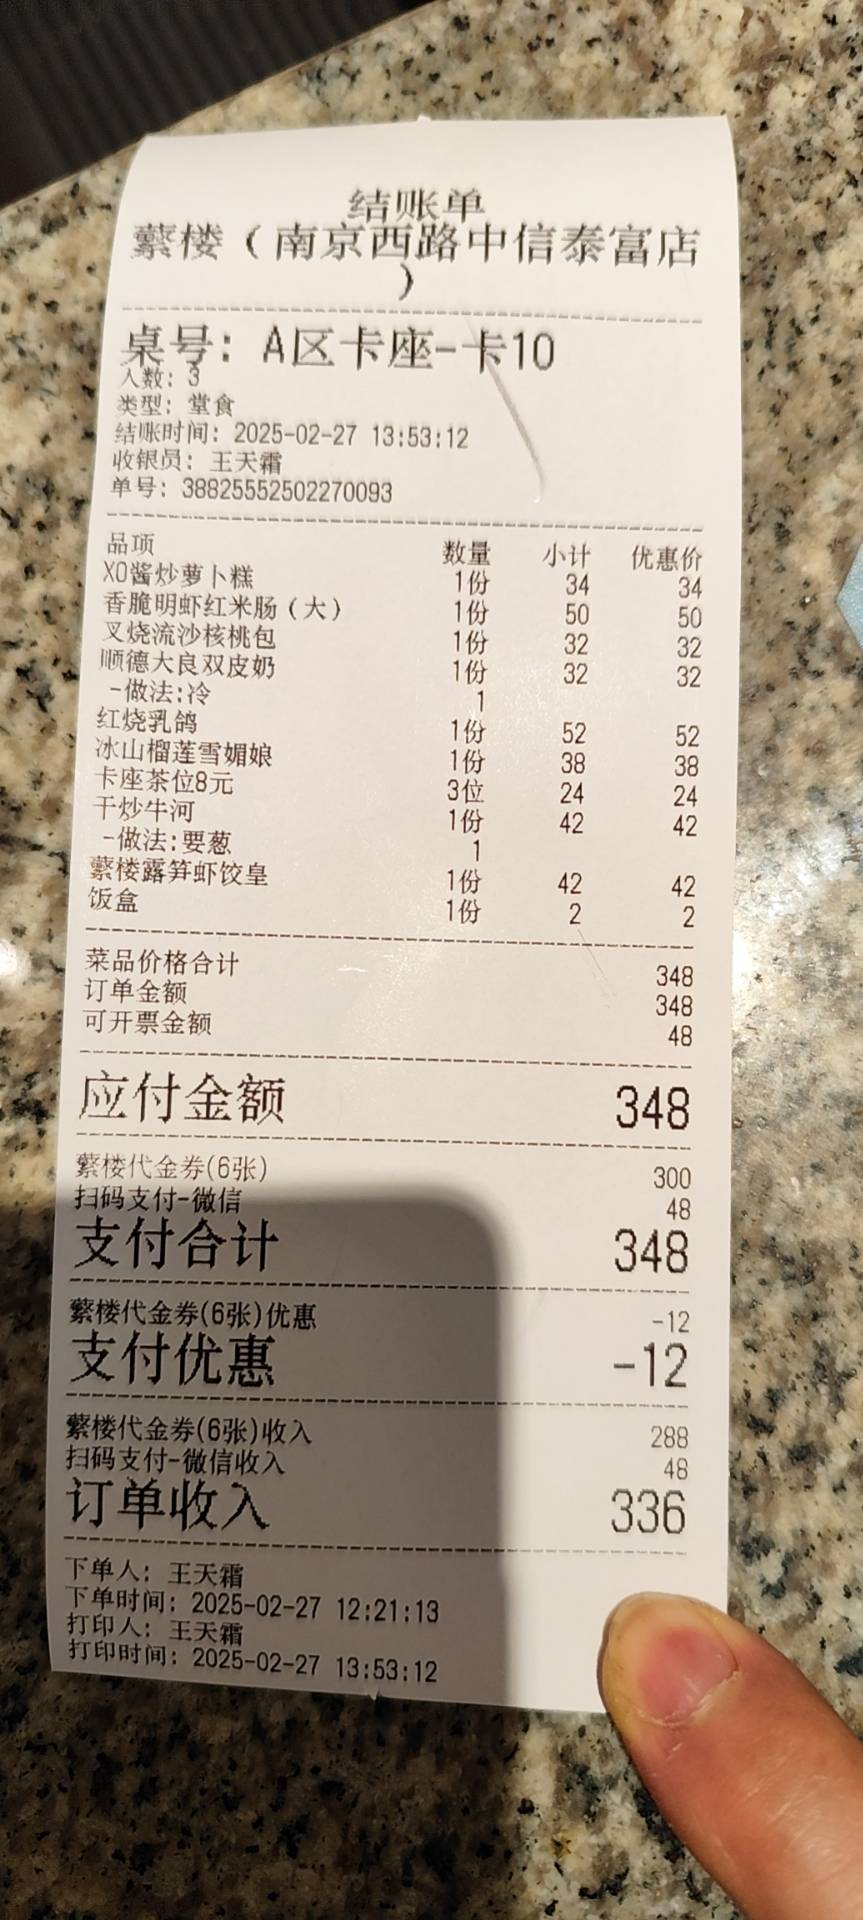 结账单
蘩楼（南京西路中信泰富店
）
桌号：A区卡座-卡10
人数：3
类型：堂食
结账时间：2025-02-27 13:53:12
收银员：王天霜
单号：38825552502270093
品项 数量 小计 优惠价
XO酱炒萝卜糕 1份 34 34
香脆明虾红米肠（大） 1份 50 50
叉烧流沙核桃包 1份 32 32
顺德大良双皮奶 1份 32 32
-做法:冷 1
红烧乳鸽 1份 52 52
冰山榴莲雪媚娘 1份 38 38
卡座茶位8元 3位 24 24
干炒牛河 1份 42 42
-做法:要葱 1
蘩楼露笋虾饺皇 1份 42 42
饭盒 1份 2 2
菜品价格合计 348
订单金额 348
可开票金额 48
应付金额 348
蘩楼代金券(6张) 300
扫码支付-微信 48
支付合计 348
蘩楼代金券(6张)优惠 -12
支付优惠 -12
蘩楼代金券(6张)收入 288
扫码支付-微信收入 48
订单收入 336
下单人：王天霜
下单时间：2025-02-27 12:21:13
打印人：王天霜
打印时间：2025-02-27 13:53:12